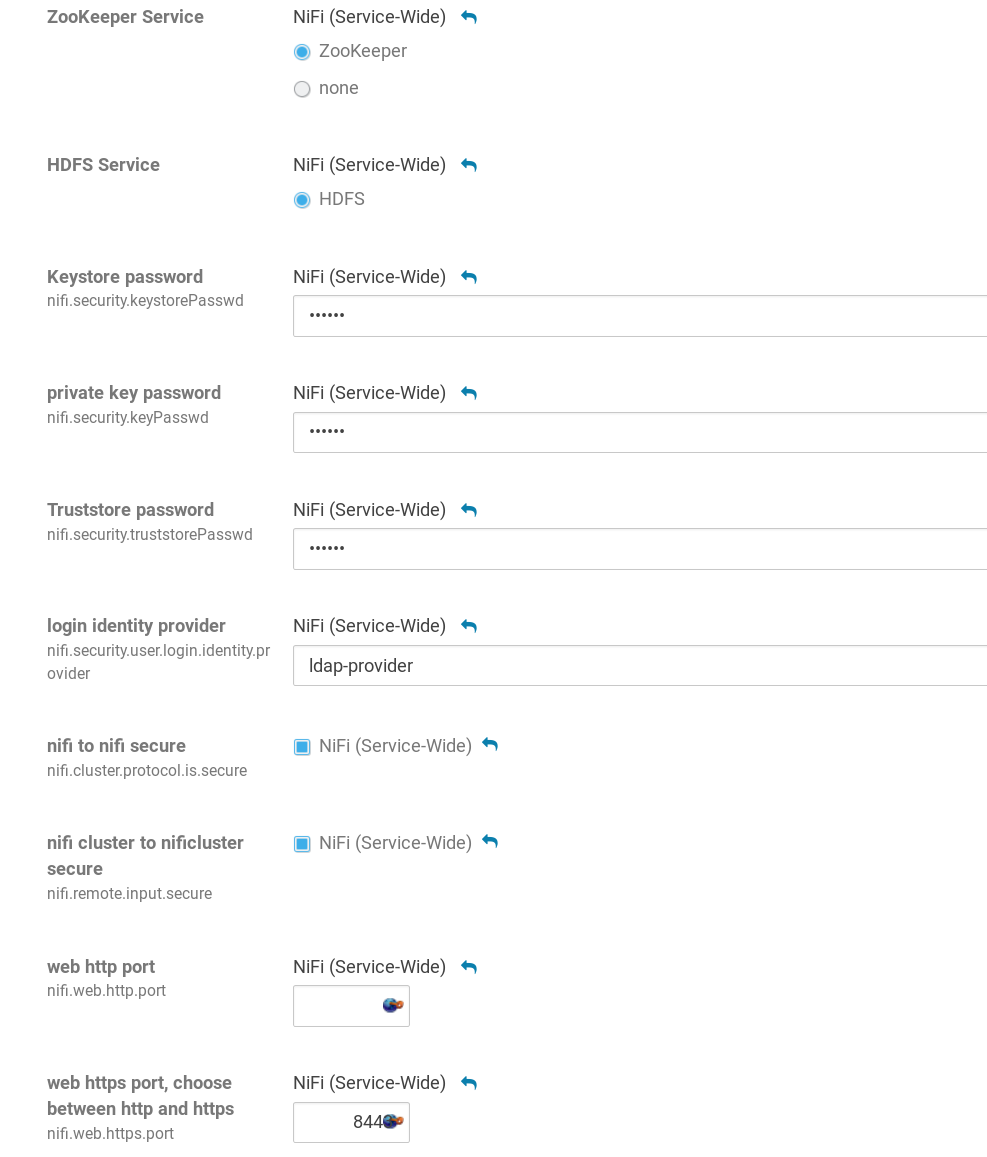 ZooKeeper Service
NiFi (Service-Wide)
ZooKeeper
none
HDFS Service
NiFi (Service-Wide)
HDFS
Keystore password
nifi.security.keystorePasswd
NiFi (Service-Wide)
••••••
private key password
nifi.security.keyPasswd
NiFi (Service-Wide)
••••••
Truststore password
nifi.security.truststorePasswd
NiFi (Service-Wide)
••••••
login identity provider
nifi.security.user.login.identity.pr
ovider
NiFi (Service-Wide)
ldap-provider
nifi to nifi secure
nifi.cluster.protocol.is.secure
NiFi (Service-Wide)
nifi cluster to nificluster
secure
nifi.remote.input.secure
NiFi (Service-Wide)
web http port
nifi.web.http.port
NiFi (Service-Wide)
web https port, choose
between http and https
nifi.web.https.port
NiFi (Service-Wide)